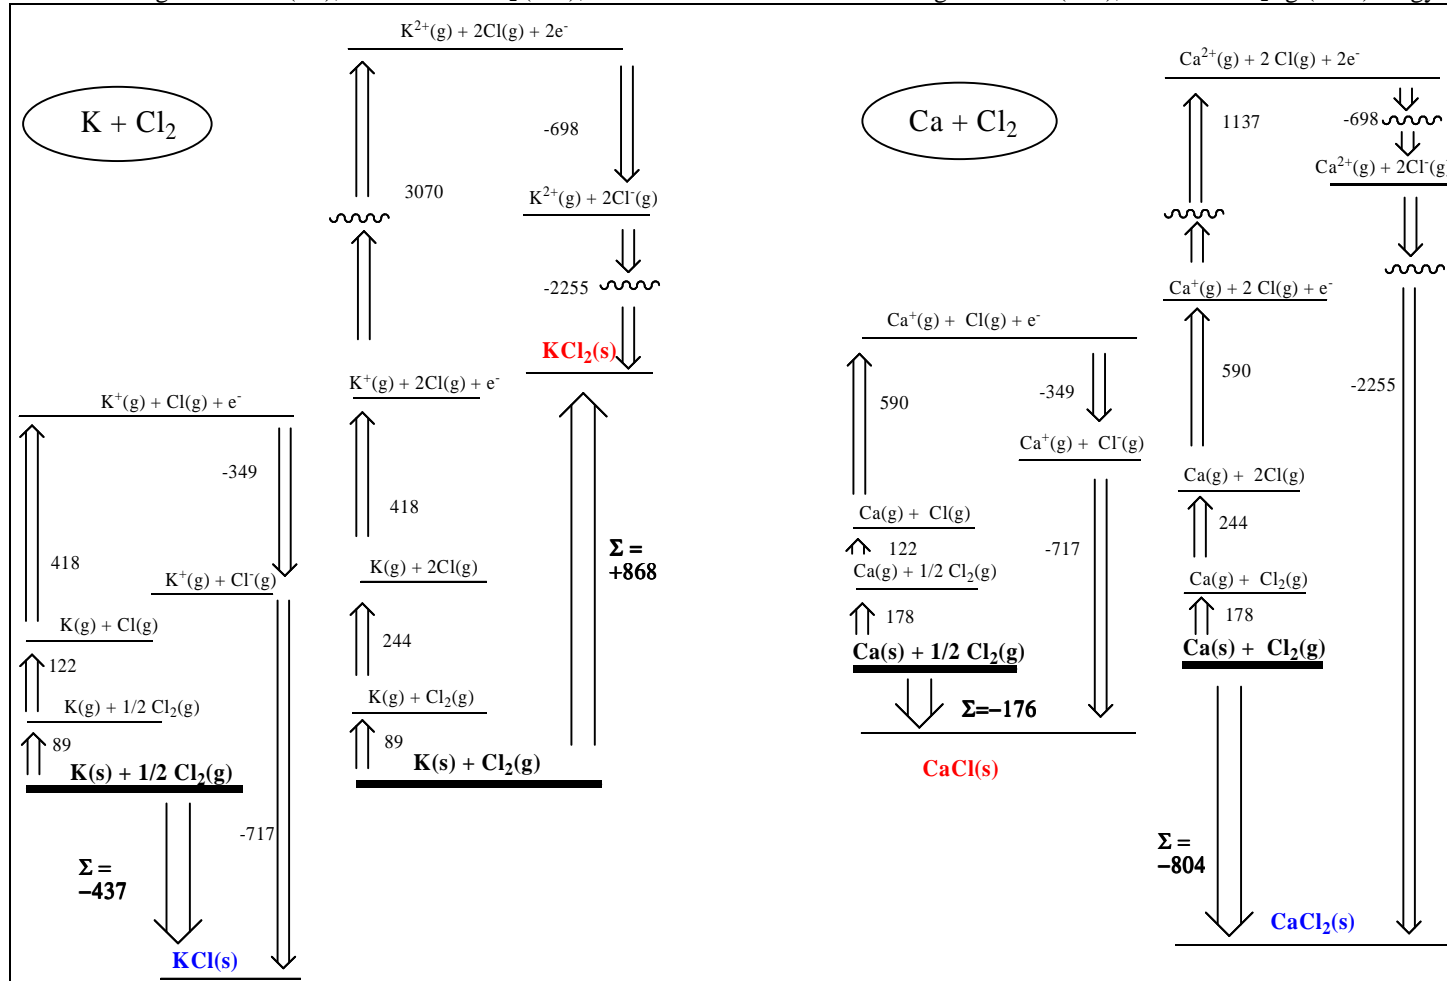 K + Cl₂
K⁺(g) + Cl(g) + e⁻
418
-349
K⁺(g) + Cl⁻(g)
K(g) + Cl(g)
122
K(g) + 1/2 Cl₂(g)
89
K(s) + 1/2 Cl₂(g)
-717
Σ =
−437
KCl(s)
K²⁺(g) + 2Cl(g) + 2e⁻
-698
3070
K²⁺(g) + 2Cl⁻(g)
-2255
KCl₂(s)
K⁺(g) + 2Cl(g) + e⁻
418
K(g) + 2Cl(g)
244
K(g) + Cl₂(g)
89
K(s) + Cl₂(g)
Σ =
+868
Ca + Cl₂
Ca⁺(g) + Cl(g) + e⁻
590
-349
Ca⁺(g) + Cl⁻(g)
Ca(g) + Cl(g)
122
-717
Ca(g) + 1/2 Cl₂(g)
178
Ca(s) + 1/2 Cl₂(g)
Σ=−176
CaCl(s)
Ca²⁺(g) + 2 Cl(g) + 2e⁻
1137
-698
Ca²⁺(g) + 2Cl⁻(g)
Ca⁺(g) + 2 Cl(g) + e⁻
590
-2255
Ca(g) + 2Cl(g)
244
Ca(g) + Cl₂(g)
178
Ca(s) + Cl₂(g)
Σ =
−804
CaCl₂(s)